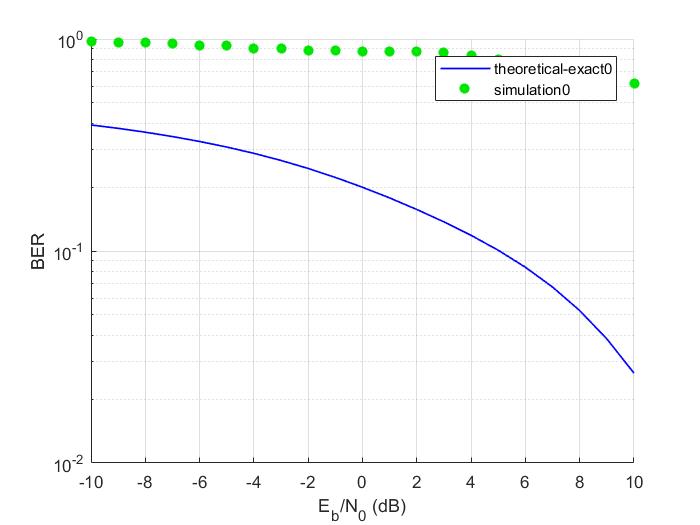 10^0
theoretical-exact0
simulation0
BER
10^-1
10^-2
-10 -8 -6 -4 -2 0 2 4 6 8 10
E_b/N_0 (dB)